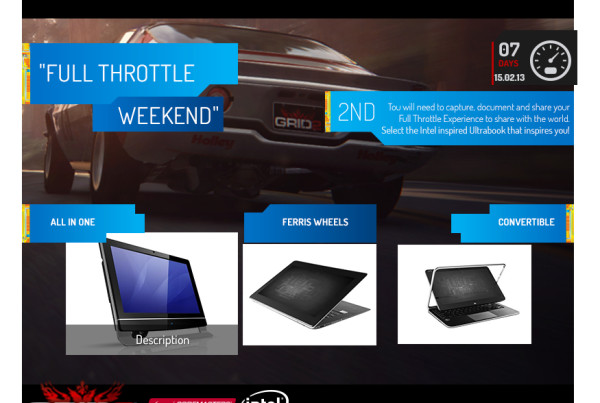 "FULL THROTTLE
WEEKEND"
07
DAYS
15.02.13
GRID
2ND
You will need to capture, document and share your
Full Throttle Experience to share with the world.
Select the Intel inspired Ultrabook that inspires you!
ALL IN ONE
FERRIS WHEELS
CONVERTIBLE
Description
CODEMASTERS
(intel)